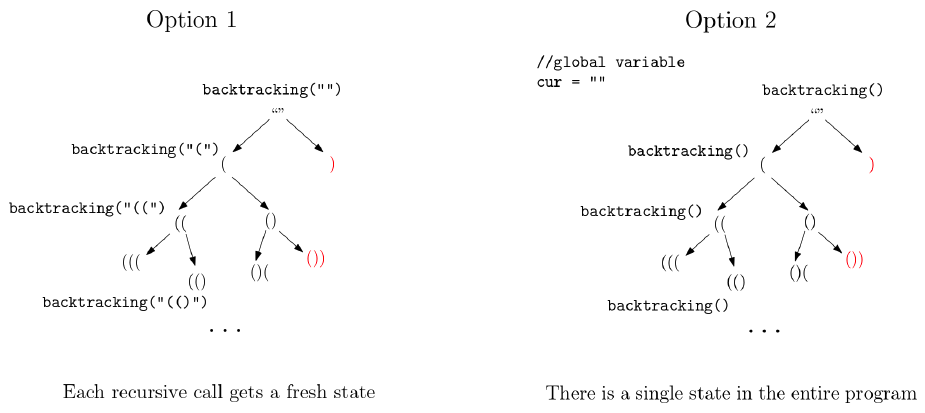 Option 1
backtracking("")
“”
backtracking("(")
(
)
backtracking("((")
((
()
(((
(()
()(
())
backtracking("(()")
...
Each recursive call gets a fresh state
Option 2
//global variable
cur = ""
backtracking()
“”
backtracking()
(
)
backtracking()
((
()
(((
(()
()(
())
backtracking()
...
There is a single state in the entire program